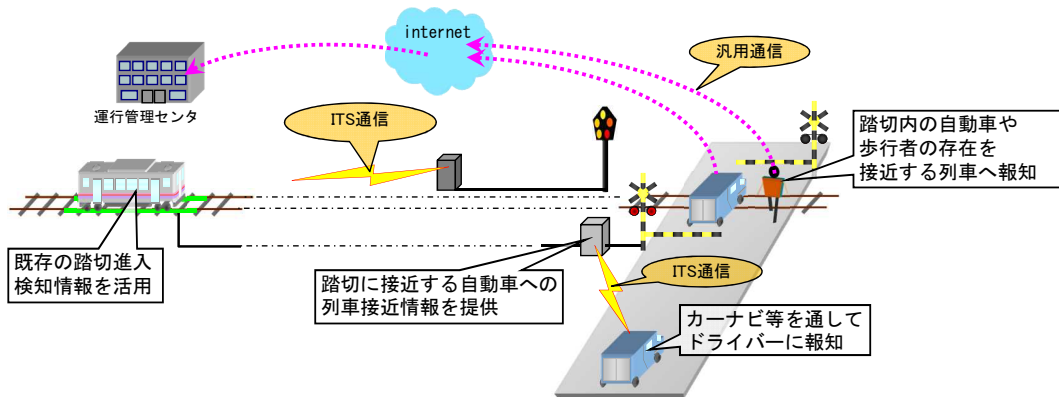 internet
汎用通信
運行管理センタ
ITS通信
踏切内の自動車や
歩行者の存在を
接近する列車へ報知
既存の踏切進入
検知情報を活用
踏切に接近する自動車への
列車接近情報を提供
ITS通信
カーナビ等を通して
ドライバーに報知